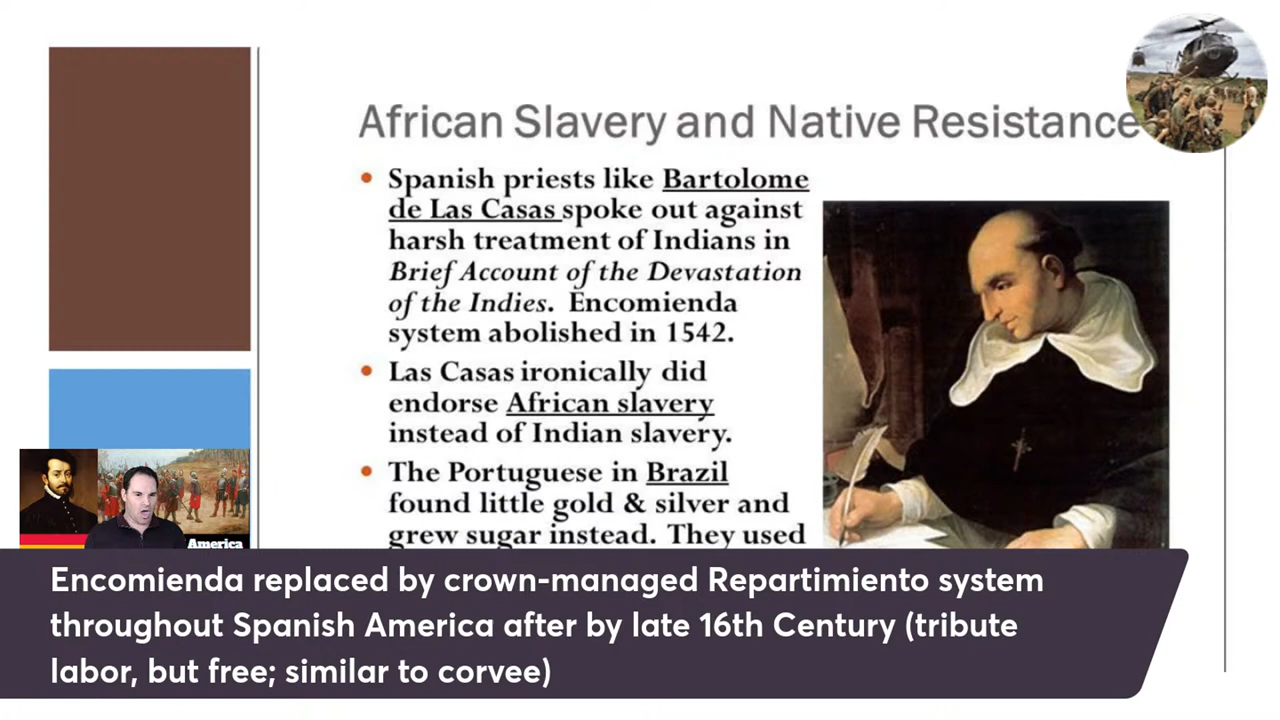 African Slavery and Native Resistance
Spanish priests like Bartolome
de Las Casas spoke out against
harsh treatment of Indians in
Brief Account of the Devastation
of the Indies. Encomienda
system abolished in 1542.
Las Casas ironically did
endorse African slavery
instead of Indian slavery.
The Portuguese in Brazil
found little gold & silver and
grew sugar instead. They used
America
Encomienda replaced by crown-managed Repartimiento system
throughout Spanish America after by late 16th Century (tribute
labor, but free; similar to corvee)